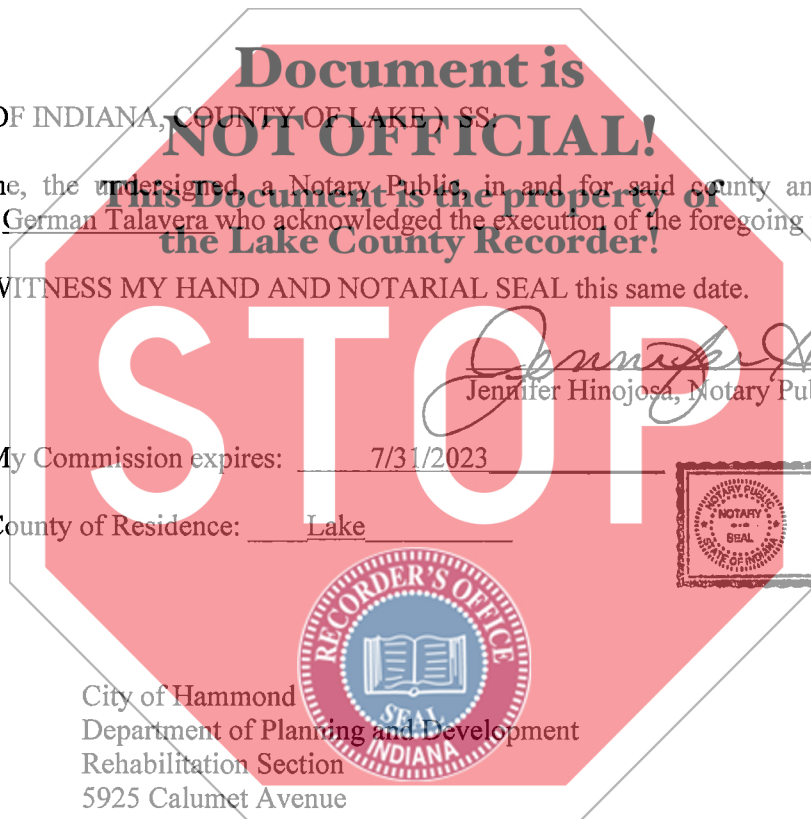 Document is
OF INDIANA, COUNTY OF LAKE ) SS:
NOT OFFICIAL!
the undersigned, a Notary Public, in and for said county
This Document is the property of
German Talavera who acknowledged the execution of the foregoing
the Lake County Recorder!
WITNESS MY HAND AND NOTARIAL SEAL this same date.
STOP
Jennifer
Jennifer Hinojosa, Notary
My Commission expires: 7/31/2023
NOTARY PUBLIC
NOTARY
SEAL
STATE OF INDIANA
County of Residence: Lake
RECORDER'S OFFICE
SEAL
INDIANA
City of Hammond
Department of Planning and Development
Rehabilitation Section
5925 Calumet Avenue